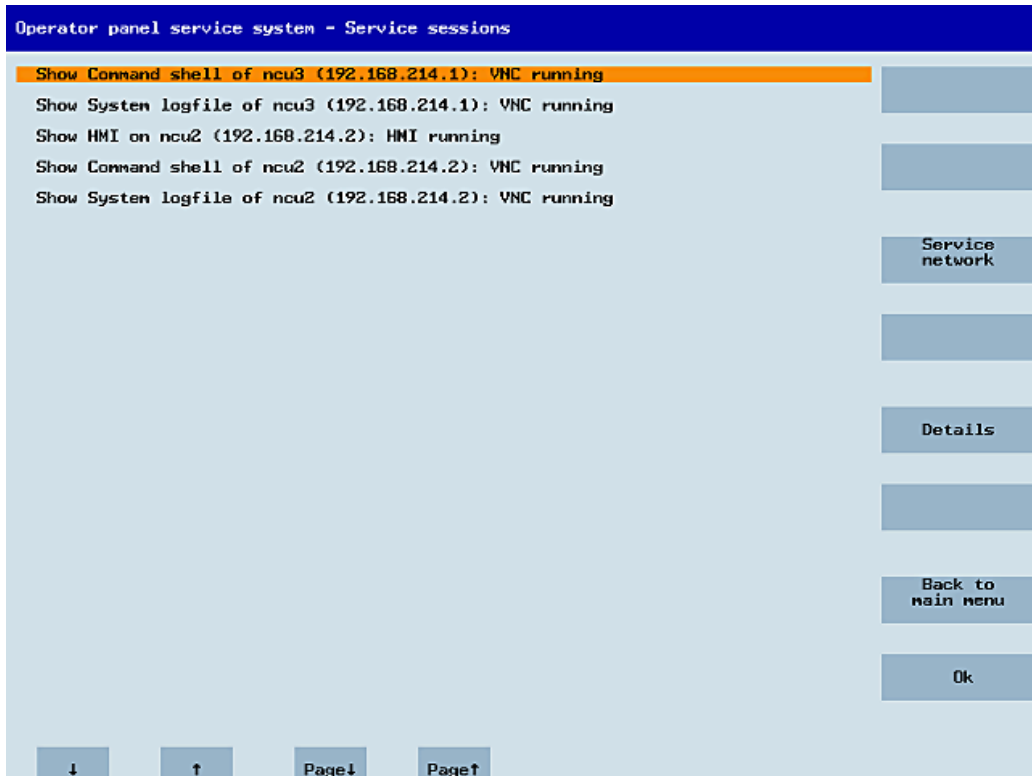 Operator panel service system - Service sessions
Show Command shell of ncu3 (192.168.214.1): VNC running
Show System logfile of ncu3 (192.168.214.1): VNC running
Show HMI on ncu2 (192.168.214.2): HMI running
Show Command shell of ncu2 (192.168.214.2): VNC running
Show System logfile of ncu2 (192.168.214.2): VNC running
Service
network
Details
Back to
main menu
Ok
↓ ↑ Page↓ Page↑